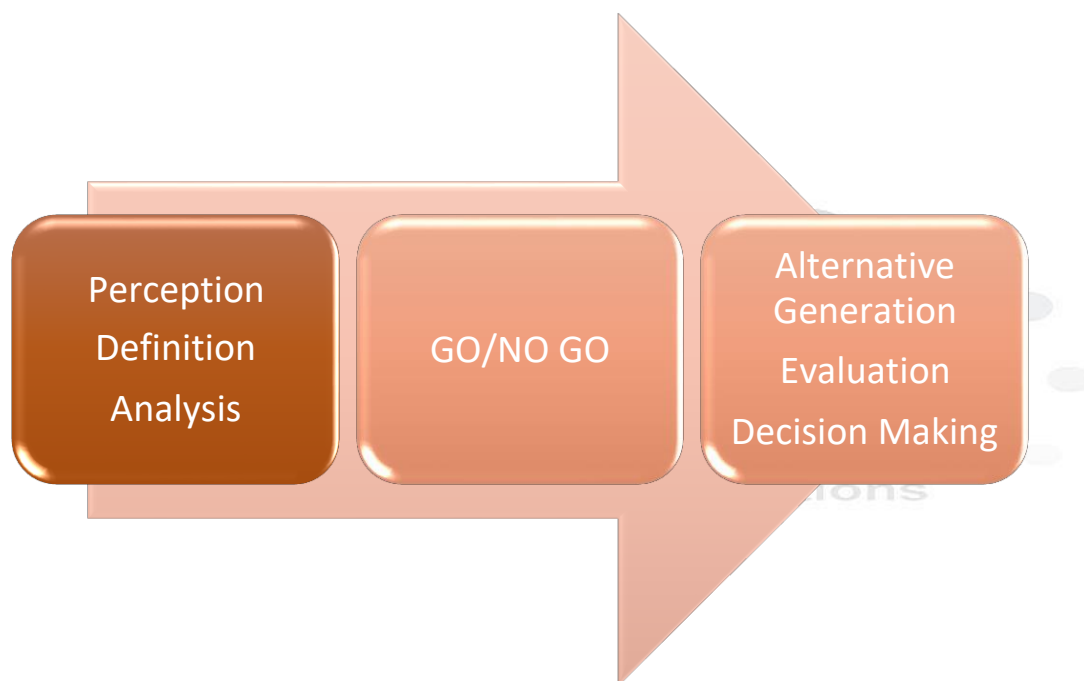 Perception
Definition
Analysis
GO/NO GO
Alternative
Generation
Evaluation
Decision Making